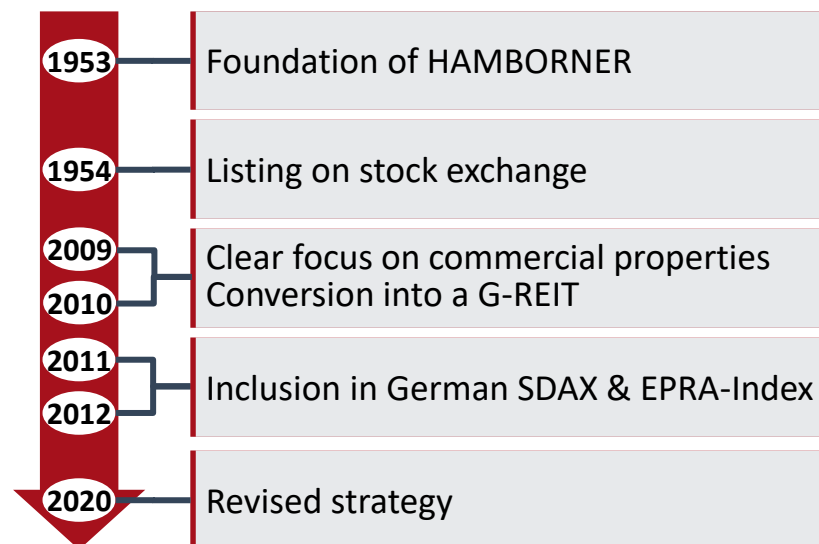 1953
Foundation of HAMBORNER
1954
Listing on stock exchange
2009
2010
Clear focus on commercial properties
Conversion into a G-REIT
2011
2012
Inclusion in German SDAX & EPRA-Index
2020
Revised strategy